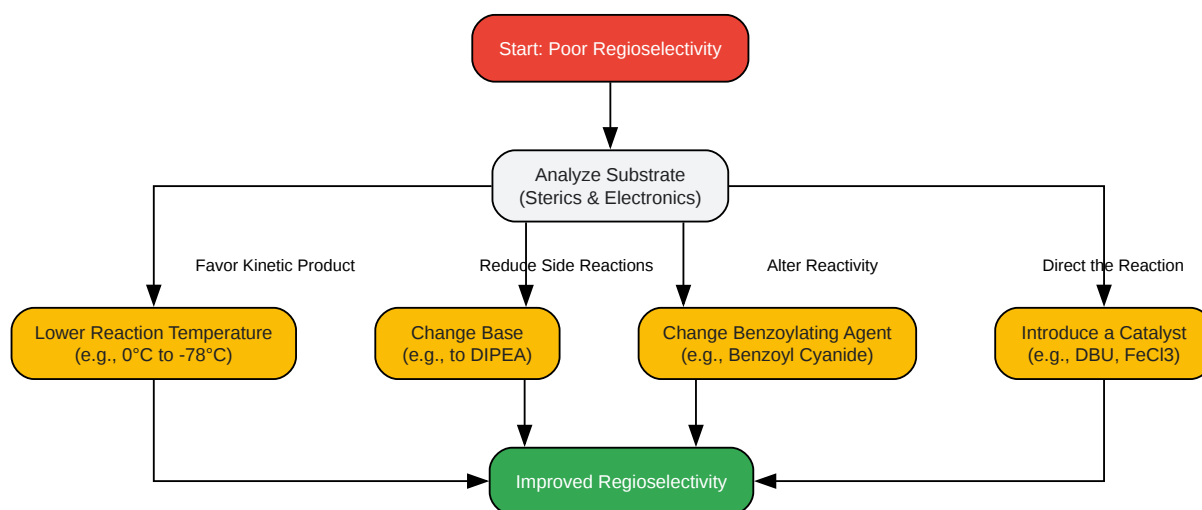 Start: Poor Regioselectivity
Analyze Substrate
(Sterics & Electronics)
Favor Kinetic Product
Reduce Side Reactions
Alter Reactivity
Direct the Reaction
Lower Reaction Temperature
(e.g., 0°C to -78°C)
Change Base
(e.g., to DIPEA)
Change Benzoylating Agent
(e.g., Benzoyl Cyanide)
Introduce a Catalyst
(e.g., DBU, FeCl3)
Improved Regioselectivity